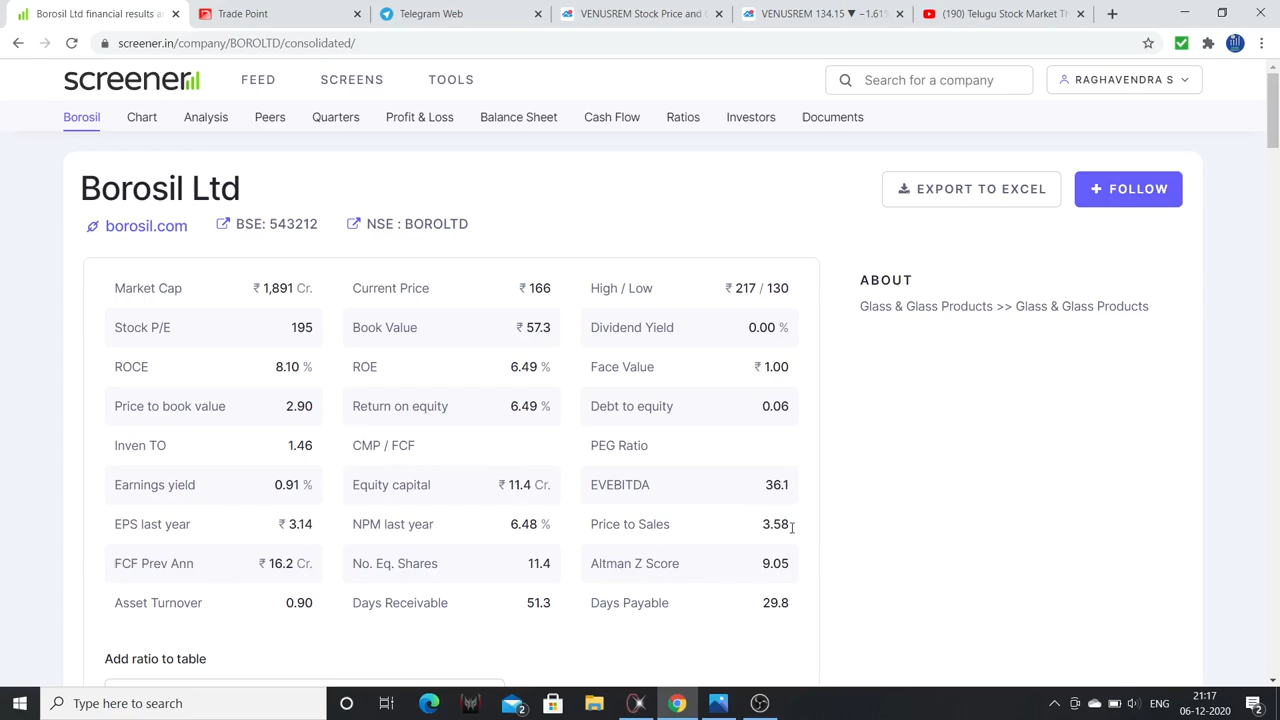 Borosil Ltd financial results a
Trade Point
Telegram Web
VENUSREM Stock Price and C
VENUSREM 134.15 ▼ −1.61%
(190) Telugu Stock Market T
screener.in/company/BOROLTD/consolidated/
screener
FEED
SCREENS
TOOLS
Search for a company
RAGHAVENDRA S
Borosil
Chart
Analysis
Peers
Quarters
Profit & Loss
Balance Sheet
Cash Flow
Ratios
Investors
Documents
Borosil Ltd
EXPORT TO EXCEL
FOLLOW
borosil.com
BSE: 543212
NSE : BOROLTD
Market Cap ₹ 1,891 Cr.
Current Price ₹ 166
High / Low ₹ 217 / 130
Stock P/E 195
Book Value ₹ 57.3
Dividend Yield 0.00 %
ROCE 8.10 %
ROE 6.49 %
Face Value ₹ 1.00
Price to book value 2.90
Return on equity 6.49 %
Debt to equity 0.06
Inven TO 1.46
CMP / FCF
PEG Ratio
Earnings yield 0.91 %
Equity capital ₹ 11.4 Cr.
EVEBITDA 36.1
EPS last year ₹ 3.14
NPM last year 6.48 %
Price to Sales 3.58
FCF Prev Ann ₹ 16.2 Cr.
No. Eq. Shares 11.4
Altman Z Score 9.05
Asset Turnover 0.90
Days Receivable 51.3
Days Payable 29.8
Add ratio to table
ABOUT
Glass & Glass Products >> Glass & Glass Products
Type here to search
2
ENG
21:17
06-12-2020
2